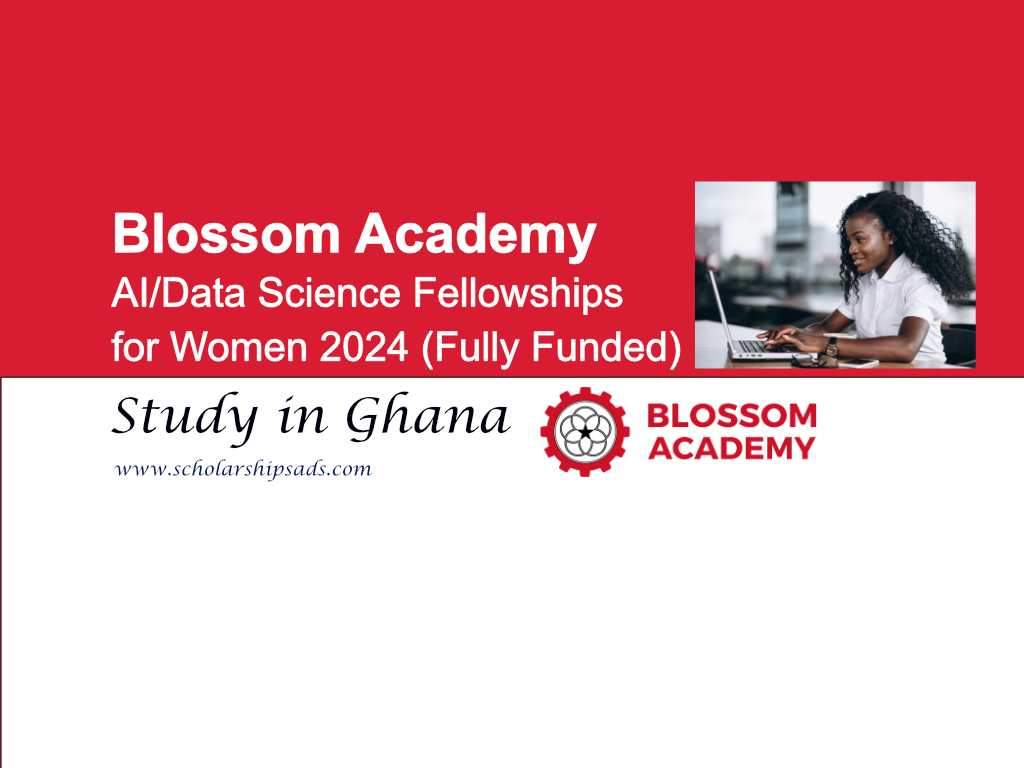 Blossom Academy
AI/Data Science Fellowships
for Women 2024 (Fully Funded)
Study in Ghana
www.scholarshipsads.com
BLOSSOM
ACADEMY